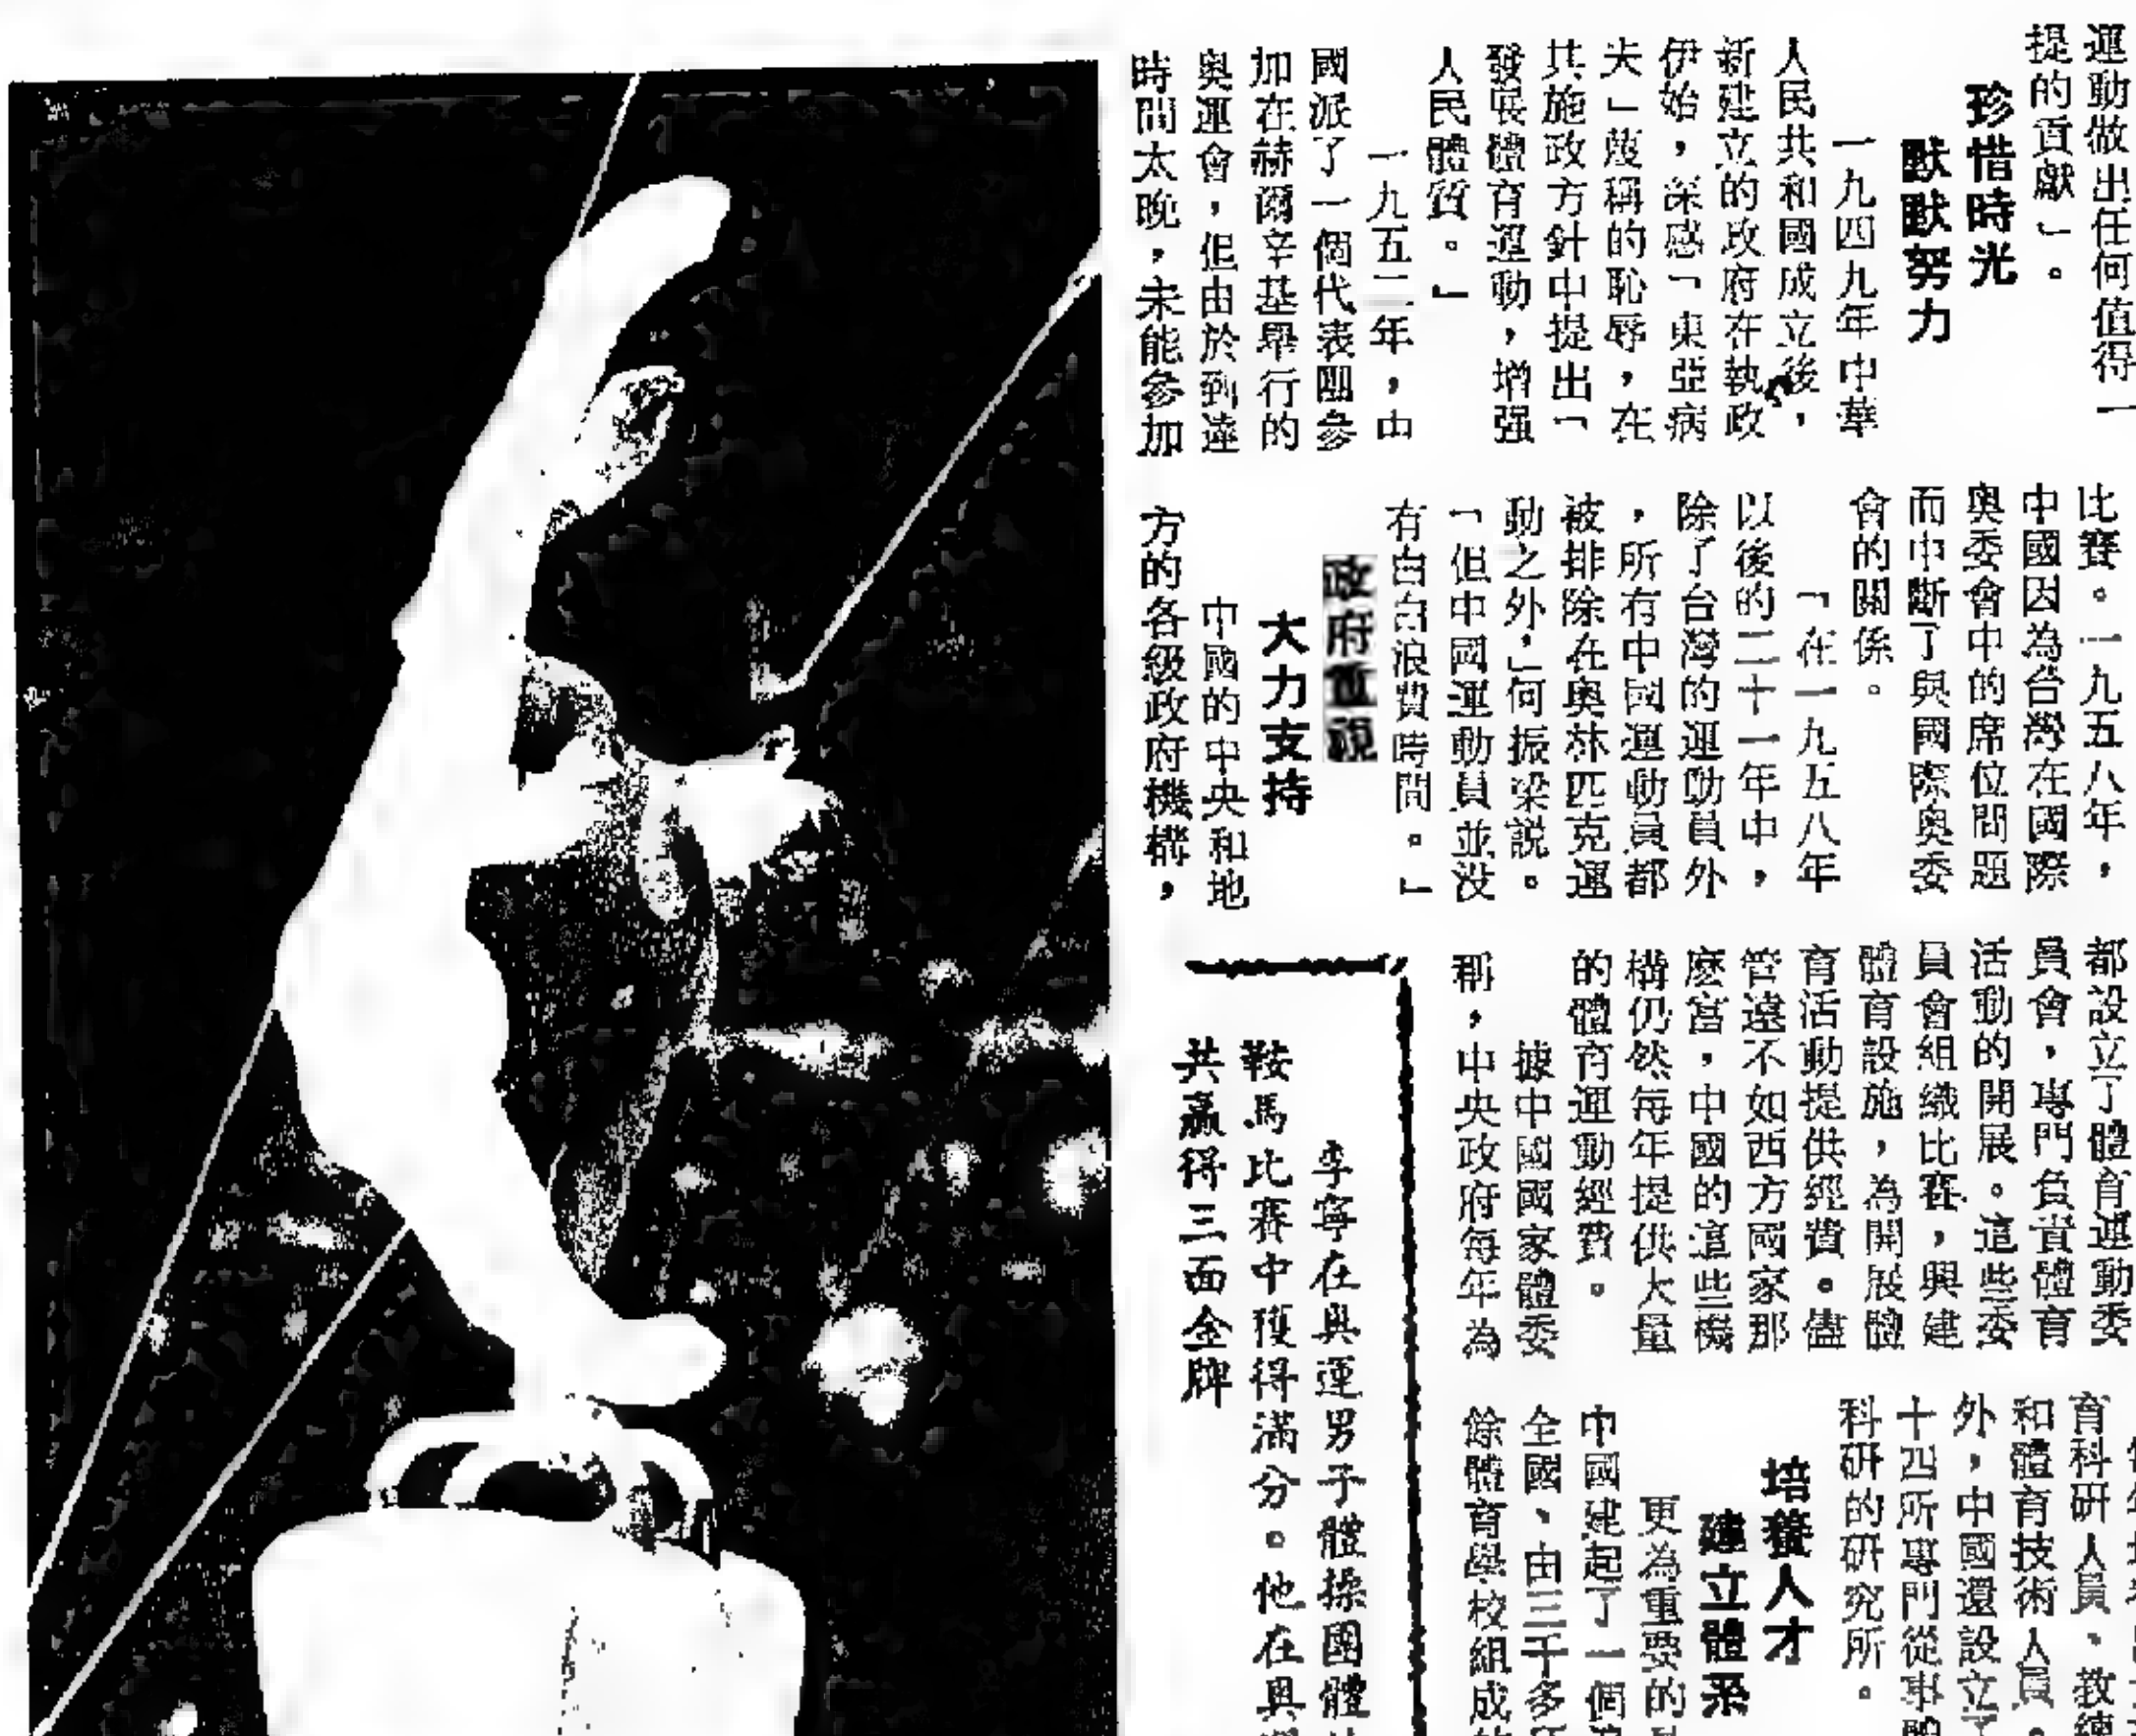 運動做出任何值得一
提的貢獻」。
珍惜時光
默默努力
一九四九年中華
人民共和國成立後，
新建立的政府在執政
伊始，深感「東亞病
夫」蔑稱的恥辱，在
其施政方針中提出「
發展體育運動，增强
人民體質。」
一九五二年，中
國派了一個代表團參
加在赫爾辛基舉行的
奧運會，但由於到達
時間太晚，未能參加
比賽。一九五八年，
中國因為台灣在國際
奧委會中的席位問題
而中斷了與國際奧委
會的關係。
「在一九五八年
以後的二十一年中，
除了台灣的運動員外
，所有中國運動員都
被排除在奧林匹克運
動之外，」何振梁説。
「但中國運動員並没
有白白浪費時間。」
政府重視
大力支持
中國的中央和地
方的各級政府機構，
都設立了體育運動委
員會，專門負責體育
活動的開展。這些委
員會組織比賽，興建
體育設施，為開展體
育活動提供經費。儘
管遠不如西方國家那
麽富，中國的這些機
構仍然每年提供大量
的體育運動經費。
據中國國家體委
稱，中央政府每年為
育科研人員、教練
和體育技術人員。
外，中國還設立了
十四所專門從事體
科研的研究所。
培養人才
建立體系
更為重要的是
中國建起了一個
全國、由三千多所
餘體育學校組成的
李寧在奧運男子體操團體
鞍馬比賽中獲得滿分。他在奧運
共贏得三面金牌